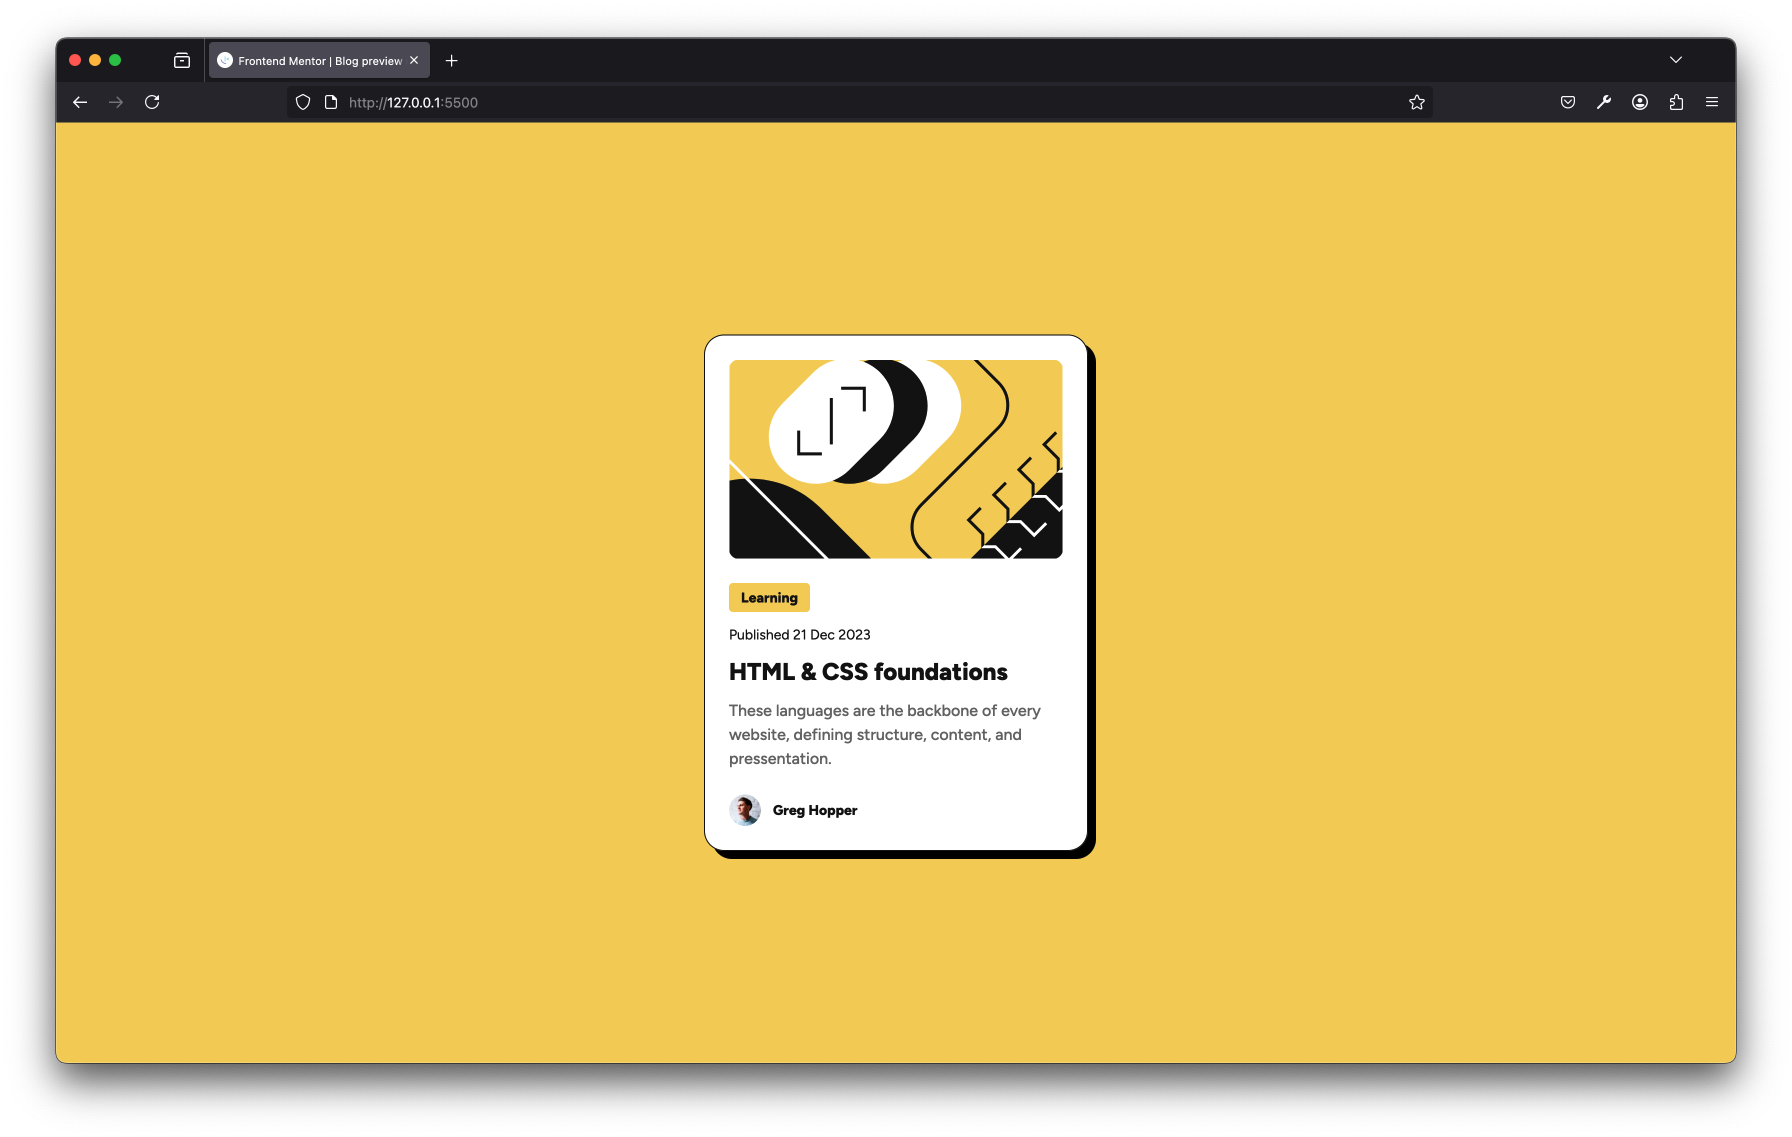 Frontend Mentor | Blog preview
http://127.0.0.1:5500
Learning
Published 21 Dec 2023
HTML & CSS foundations
These languages are the backbone of every
website, defining structure, content, and
pressentation.
Greg Hopper